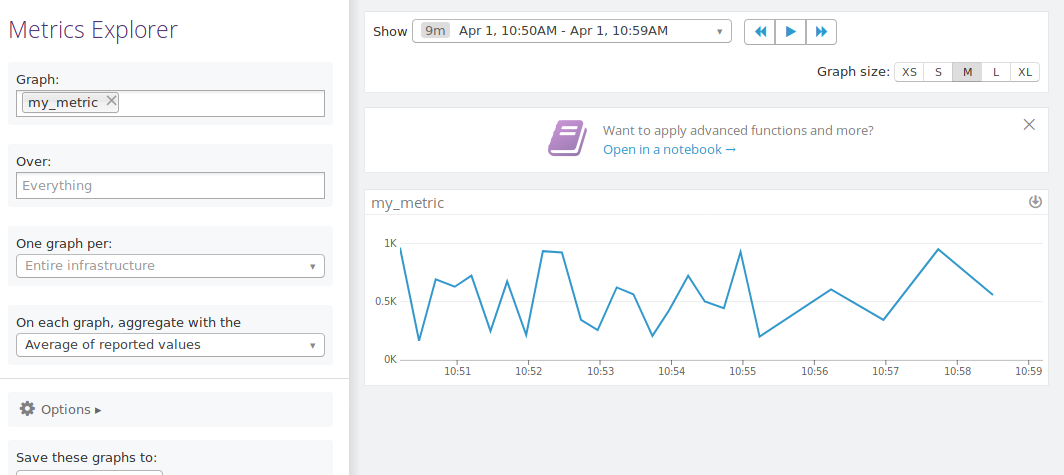 Metrics Explorer
Graph:
my_metric
Over:
Everything
One graph per:
Entire infrastructure
On each graph, aggregate with the
Average of reported values
Options ▸
Save these graphs to:
Show 9m Apr 1, 10:50AM - Apr 1, 10:59AM
Graph size: XS S M L XL
Want to apply advanced functions and more?
Open in a notebook →
my_metric
1K
0.5K
0K
10:51 10:52 10:53 10:54 10:55 10:56 10:57 10:58 10:59